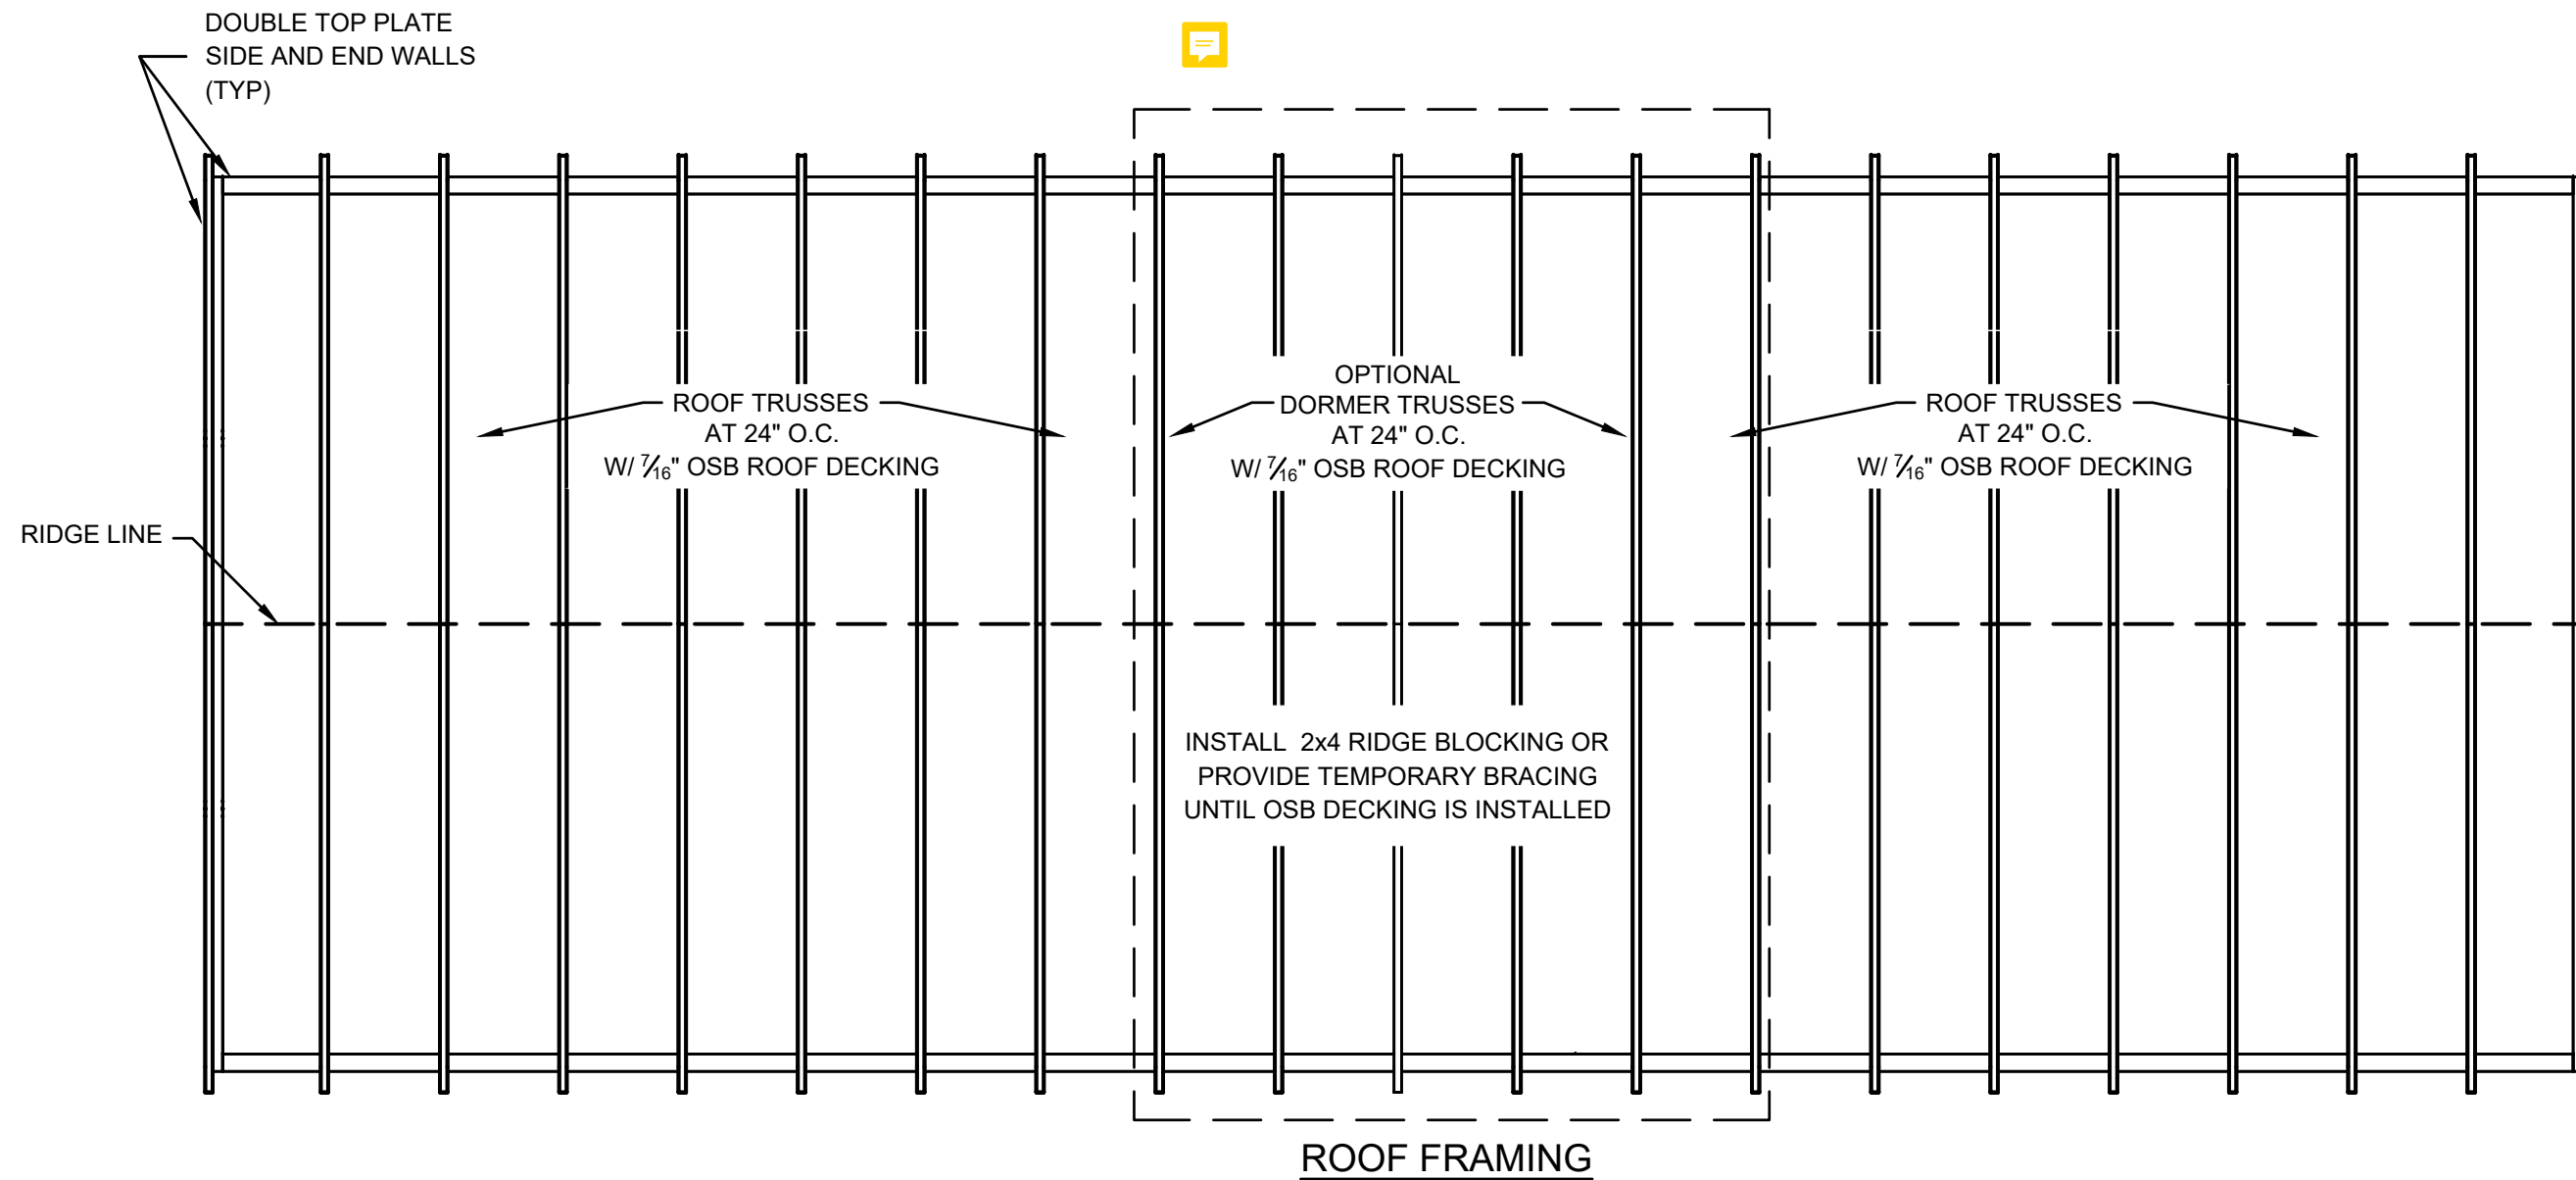 DOUBLE TOP PLATE
SIDE AND END WALLS
(TYP)
ROOF TRUSSES
AT 24" O.C.
W/ 7⁄16" OSB ROOF DECKING
OPTIONAL
DORMER TRUSSES
AT 24" O.C.
W/ 7⁄16" OSB ROOF DECKING
ROOF TRUSSES
AT 24" O.C.
W/ 7⁄16" OSB ROOF DECKING
RIDGE LINE
INSTALL 2x4 RIDGE BLOCKING OR
PROVIDE TEMPORARY BRACING
UNTIL OSB DECKING IS INSTALLED
ROOF FRAMING